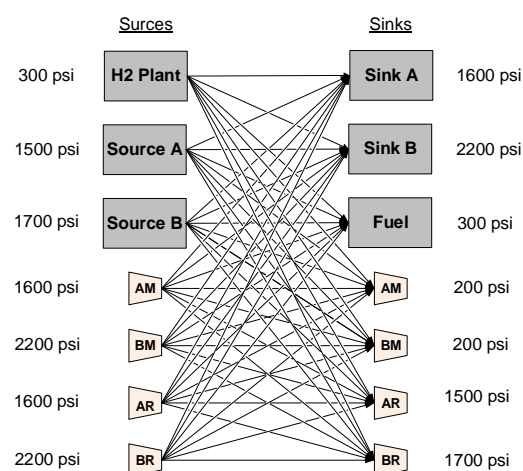 Surces Sinks
300 psi H2 Plant Sink A 1600 psi
1500 psi Source A Sink B 2200 psi
1700 psi Source B Fuel 300 psi
1600 psi AM AM 200 psi
2200 psi BM BM 200 psi
1600 psi AR AR 1500 psi
2200 psi BR BR 1700 psi